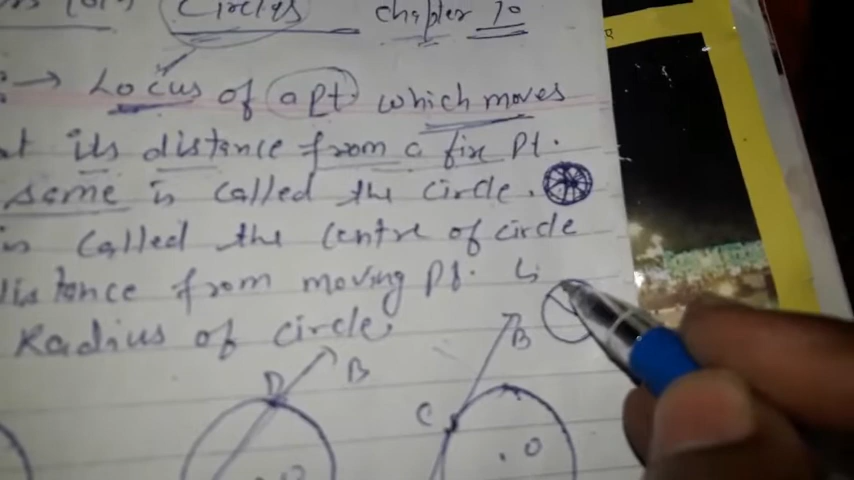 Circles chapter 10
:→ Locus of a pt which moves
its distance from a fix Pt.
same is called the circle.
is called the Centre of circle
distance from moving Pt.
Radius of circle.
D B
B
C
O